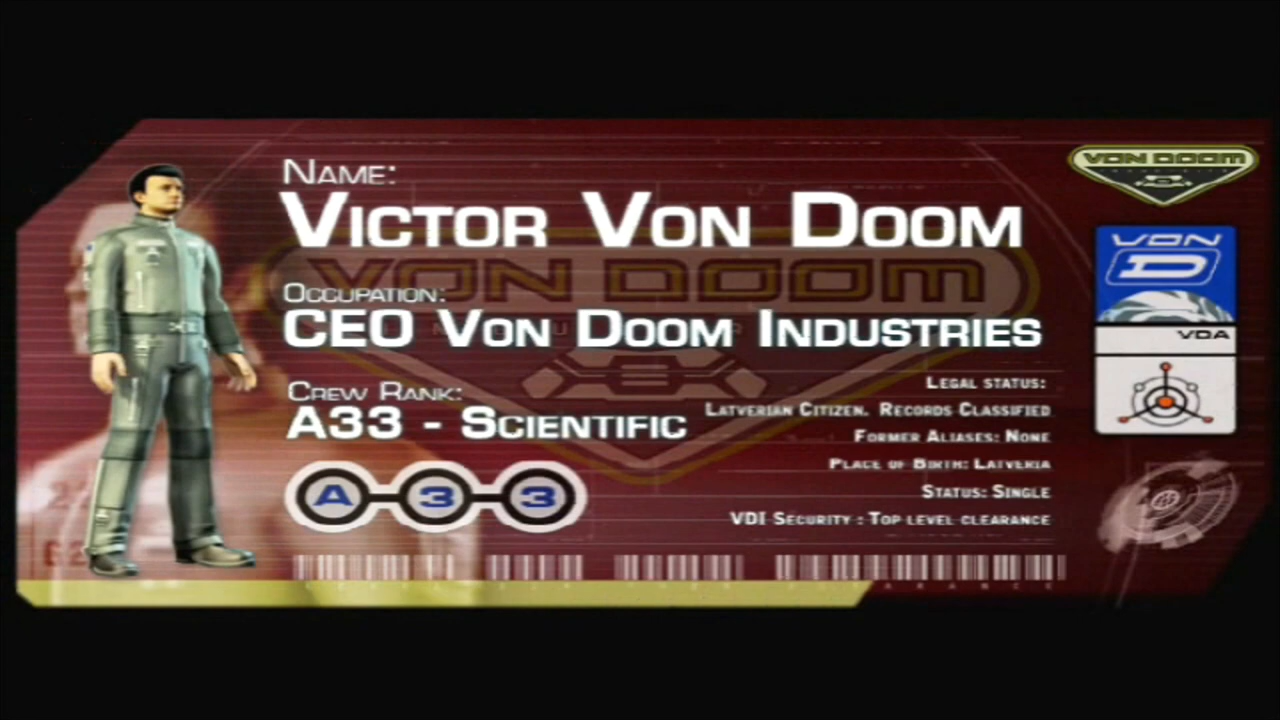 Name:
Victor Von Doom
Occupation:
CEO Von Doom Industries
Crew Rank:
A33 - Scientific
A 3 3
Legal status:
Latverian Citizen. Records Classified
Former Aliases: None
Place of Birth: Latveria
Status: Single
VDI Security : Top level clearance
VON DOOM
VON
D
VDA
VON DOOM